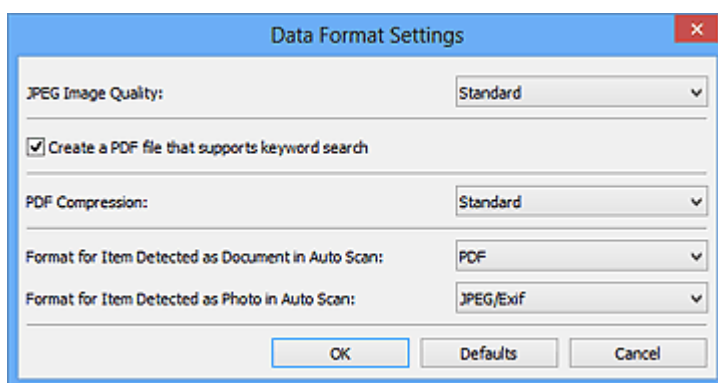 Data Format Settings
JPEG Image Quality: Standard
Create a PDF file that supports keyword search
PDF Compression: Standard
Format for Item Detected as Document in Auto Scan: PDF
Format for Item Detected as Photo in Auto Scan: JPEG/Exif
OK Defaults Cancel